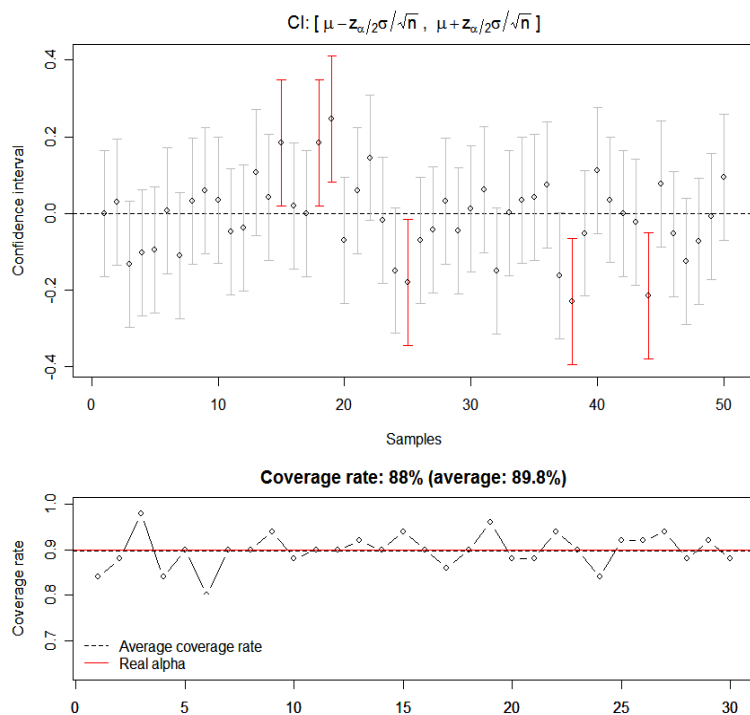 CI: [ μ − z_α/2 σ/√n , μ + z_α/2 σ/√n ]
Confidence interval
0.4
0.2
0.0
-0.2
-0.4
0 10 20 30 40 50
Samples
Coverage rate: 88% (average: 89.8%)
Coverage rate
1.0
0.9
0.8
0.7
Average coverage rate
Real alpha
0 5 10 15 20 25 30